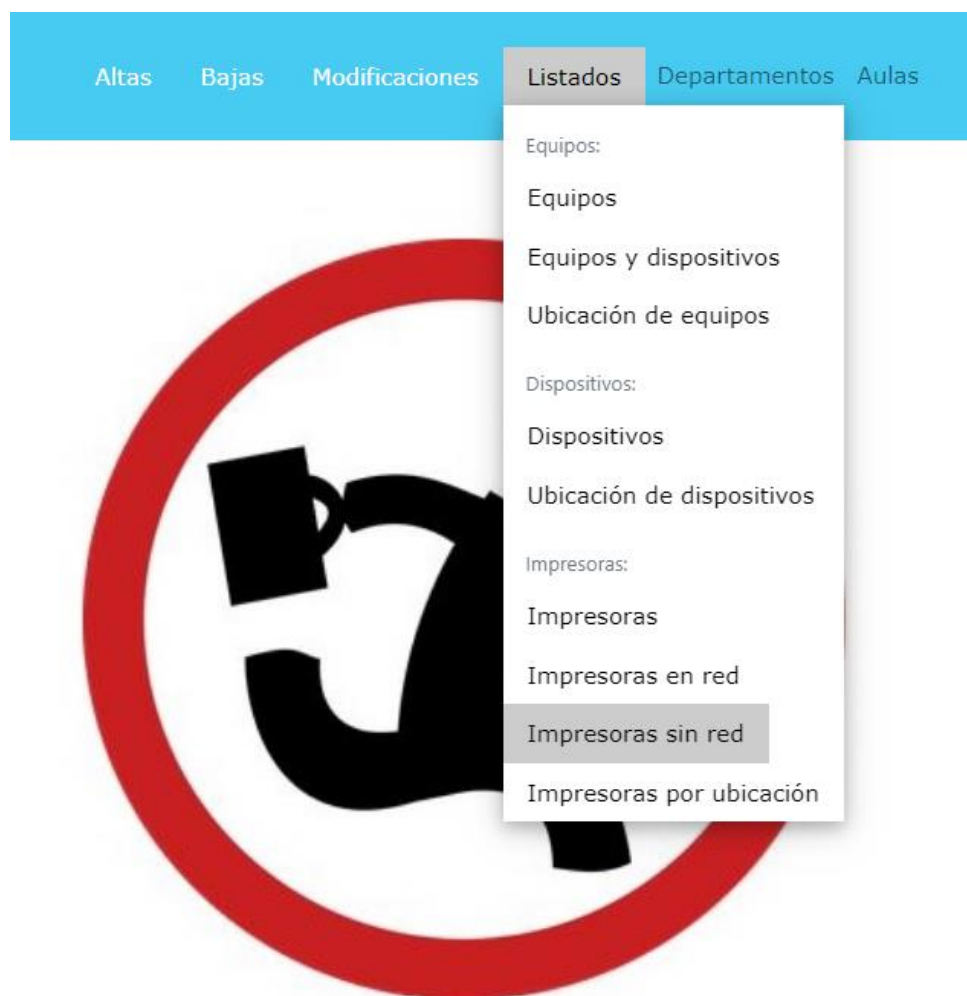 Altas Bajas Modificaciones Listados Departamentos Aulas
Equipos:
Equipos
Equipos y dispositivos
Ubicación de equipos
Dispositivos:
Dispositivos
Ubicación de dispositivos
Impresoras:
Impresoras
Impresoras en red
Impresoras sin red
Impresoras por ubicación